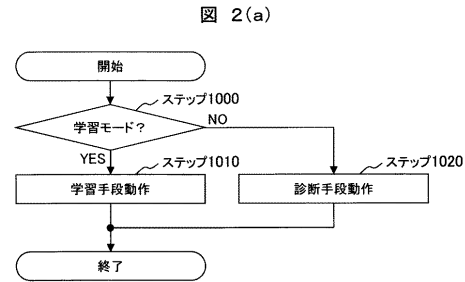 図 2(a)
開始
ステップ1000
学習モード?
NO
YES
ステップ1010
ステップ1020
学習手段動作
診断手段動作
終了